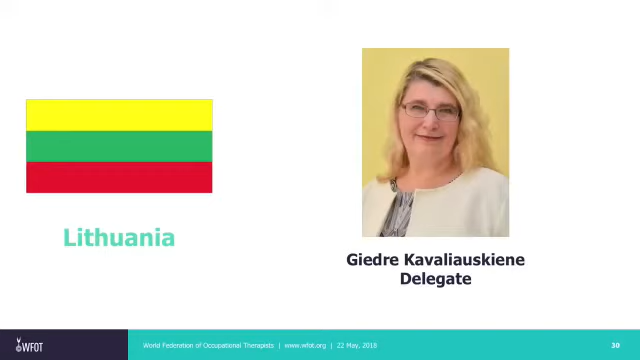 Lithuania
Giedre Kavaliauskiene
Delegate
WFOT
World Federation of Occupational Therapists | www.wfot.org | 22 May, 2018
30